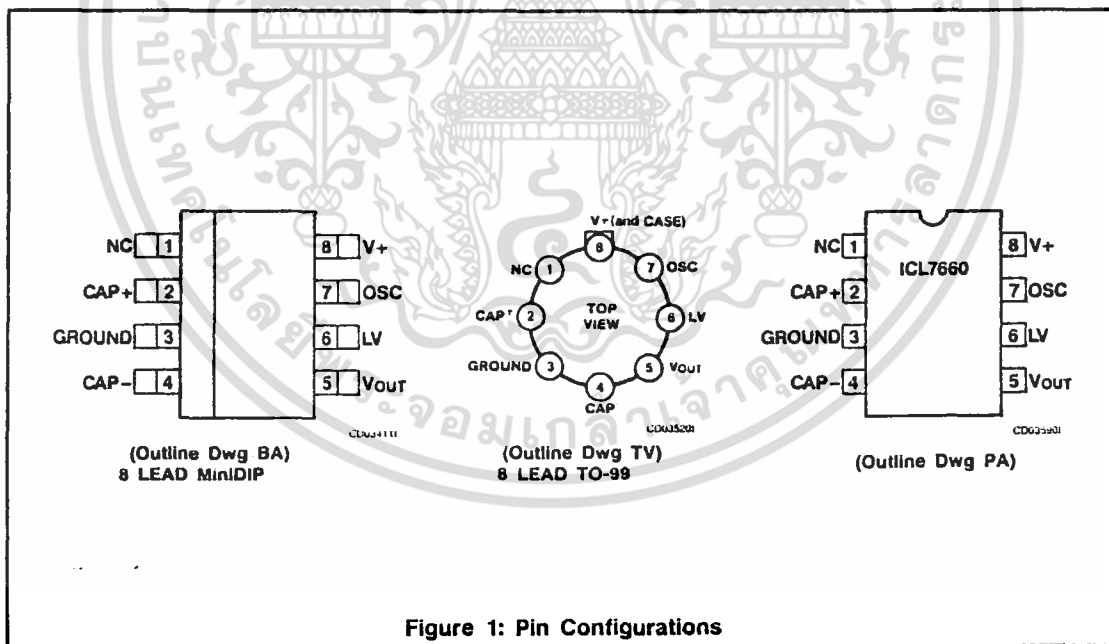 NC 1
CAP+ 2
GROUND 3
CAP- 4
8 V+
7 OSC
6 LV
5 VOUT
(Outline Dwg BA)
8 LEAD MiniDIP
V+(and CASE)
8
NC 1
7 OSC
CAP+ 2
TOP
VIEW
6 LV
GROUND 3
5 VOUT
4
CAP
CD035201
(Outline Dwg TV)
8 LEAD TO-99
ICL7660
NC 1
CAP+ 2
GROUND 3
CAP- 4
8 V+
7 OSC
6 LV
5 VOUT
(Outline Dwg PA)
Figure 1: Pin Configurations